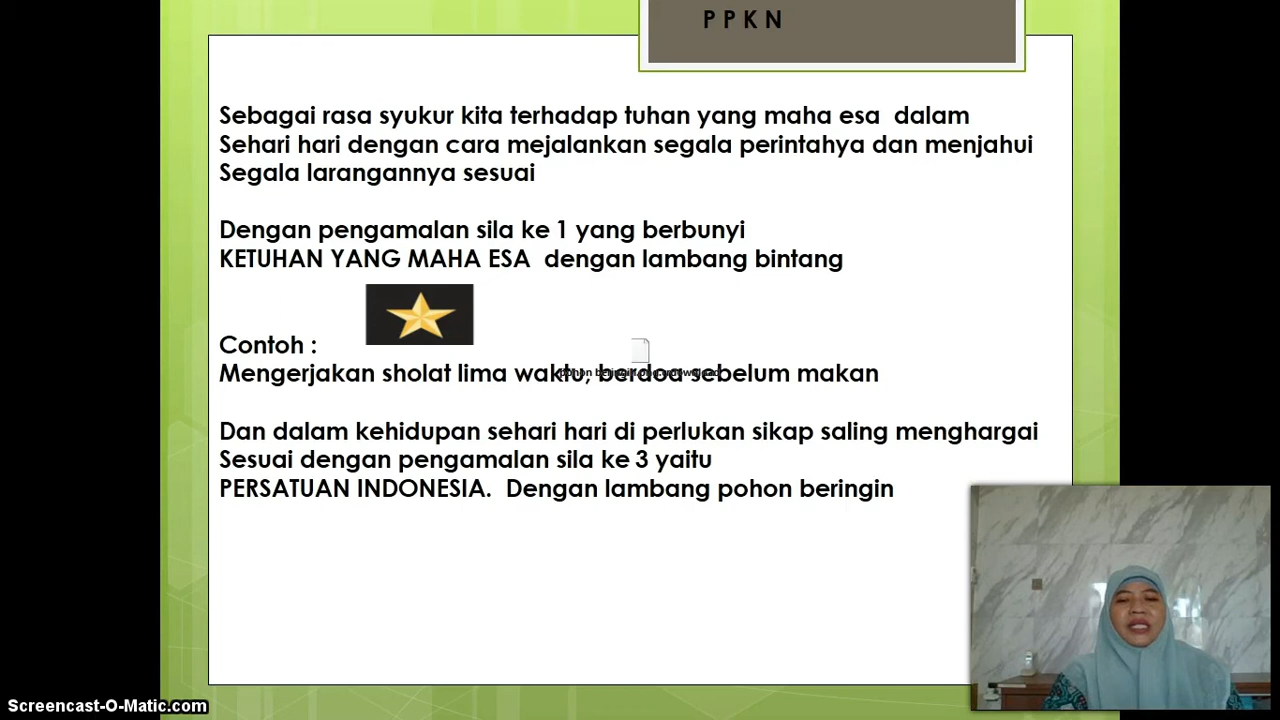 P P K N
Sebagai rasa syukur kita terhadap tuhan yang maha esa dalam
Sehari hari dengan cara mejalankan segala perintahya dan menjahui
Segala larangannya sesuai
Dengan pengamalan sila ke 1 yang berbunyi
KETUHAN YANG MAHA ESA dengan lambang bintang
Contoh :
Mengerjakan sholat lima waktu, berdoa sebelum makan
Dan dalam kehidupan sehari hari di perlukan sikap saling menghargai
Sesuai dengan pengamalan sila ke 3 yaitu
PERSATUAN INDONESIA. Dengan lambang pohon beringin
Screencast-O-Matic.com